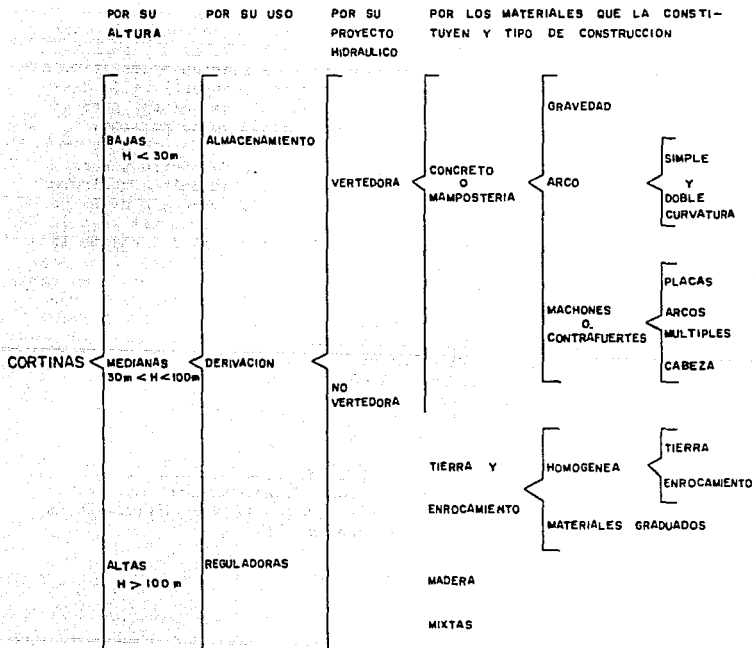 POR SU ALTURA
POR SU USO
POR SU PROYECTO HIDRAULICO
POR LOS MATERIALES QUE LA CONSTI-
TUYEN Y TIPO DE CONSTRUCCION
CORTINAS
BAJAS
H < 30m
MEDIANAS
30m < H < 100m
ALTAS
H > 100 m
ALMACENAMIENTO
DERIVACION
REGULADORAS
VERTEDORA
NO
VERTEDORA
CONCRETO
O
MAMPOSTERIA
GRAVEDAD
ARCO
SIMPLE
Y
DOBLE
CURVATURA
MACHONES
O
CONTRAFUERTES
PLACAS
ARCOS
MULTIPLES
CABEZA
TIERRA Y
ENROCAMIENTO
HOMOGENEA
TIERRA
ENROCAMIENTO
MATERIALES GRADUADOS
MADERA
MIXTAS